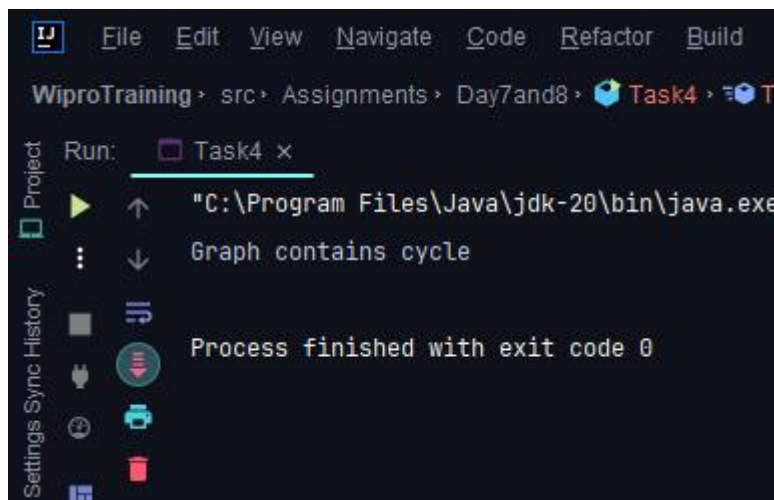 IJ File Edit View Navigate Code Refactor Build
WiproTraining › src › Assignments › Day7and8 › Task4 › T
Project
Run: Task4 ×
"C:\Program Files\Java\jdk-20\bin\java.exe
Graph contains cycle
Process finished with exit code 0
Settings Sync History